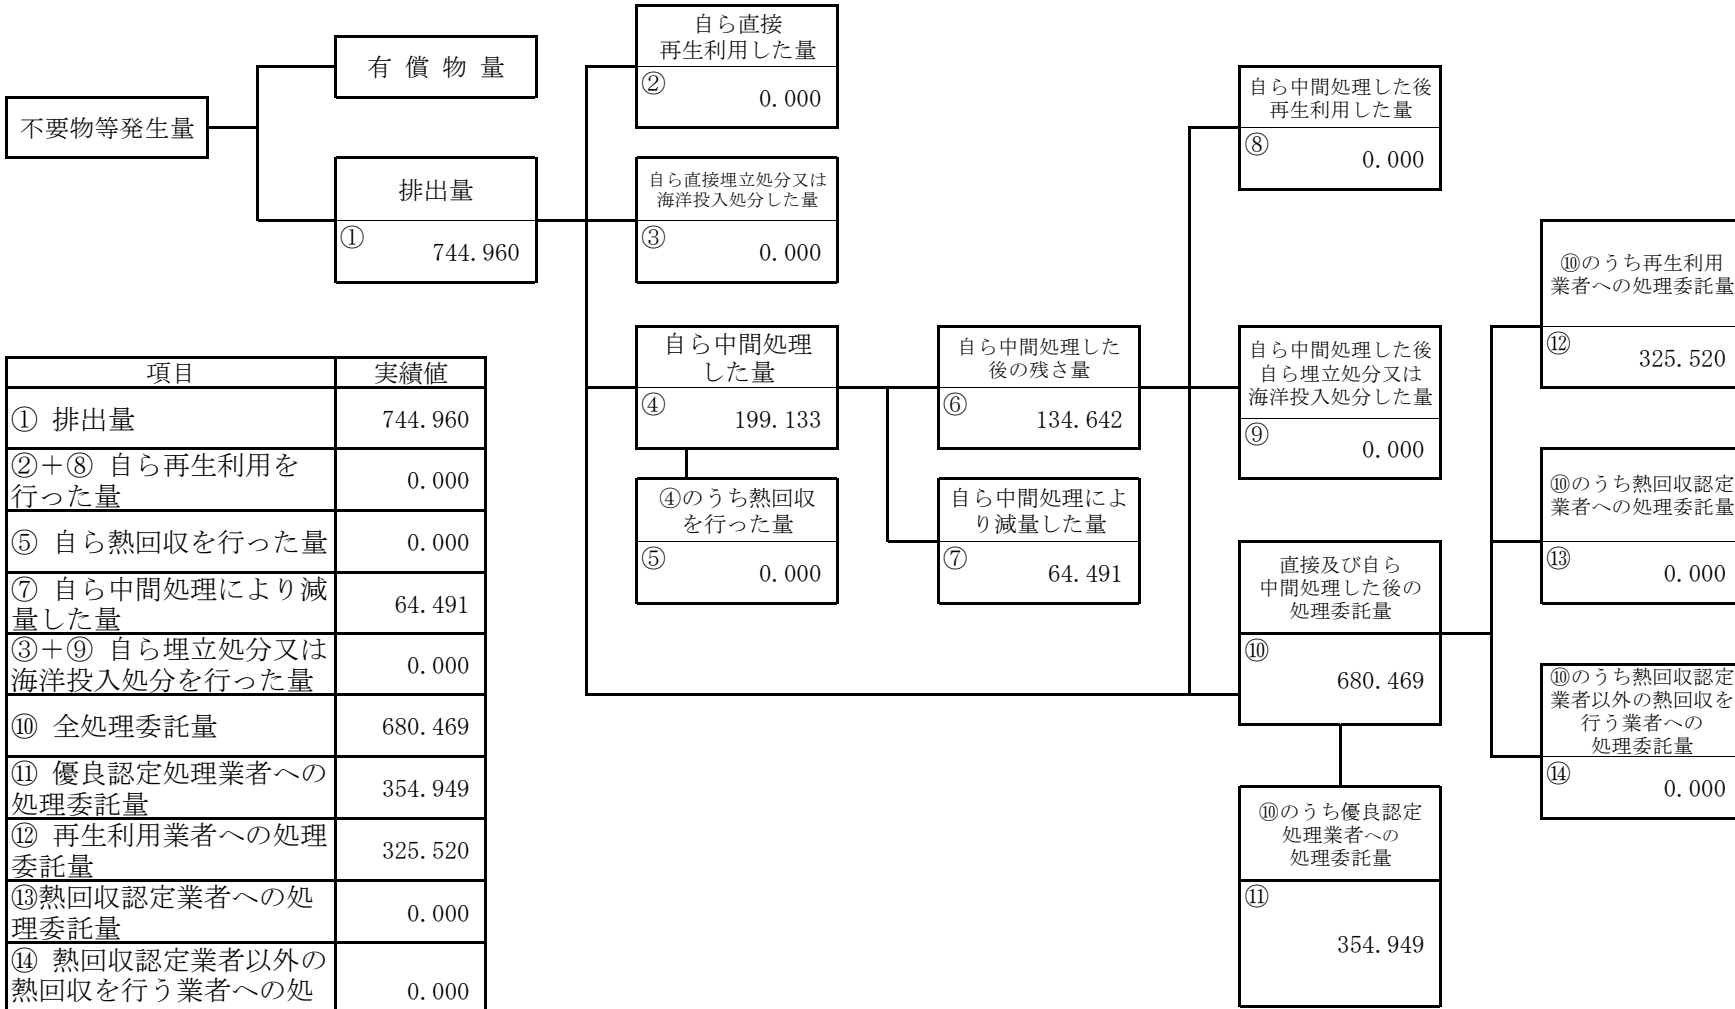 不要物等発生量
有 償 物 量
排出量
①
744.960
自ら直接
再生利用した量
②
0.000
自ら直接埋立処分又は
海洋投入処分した量
③
0.000
自ら中間処理
した量
④
199.133
④のうち熱回収
を行った量
⑤
0.000
自ら中間処理した
後の残さ量
⑥
134.642
自ら中間処理によ
り減量した量
⑦
64.491
自ら中間処理した後
再生利用した量
⑧
0.000
自ら中間処理した後
自ら埋立処分又は
海洋投入処分した量
⑨
0.000
直接及び自ら
中間処理した後の
処理委託量
⑩
680.469
⑩のうち優良認定
処理業者への
処理委託量
⑪
354.949
⑩のうち再生利用
業者への処理委託量
⑫
325.520
⑩のうち熱回収認定
業者への処理委託量
⑬
0.000
⑩のうち熱回収認定
業者以外の熱回収を
行う業者への
処理委託量
⑭
0.000
項目 実績値
① 排出量 744.960
②＋⑧ 自ら再生利用を
行った量 0.000
⑤ 自ら熱回収を行った量 0.000
⑦ 自ら中間処理により減
量した量 64.491
③＋⑨ 自ら埋立処分又は
海洋投入処分を行った量 0.000
⑩ 全処理委託量 680.469
⑪ 優良認定処理業者への
処理委託量 354.949
⑫ 再生利用業者への処理
委託量 325.520
⑬熱回収認定業者への処
理委託量 0.000
⑭ 熱回収認定業者以外の
熱回収を行う業者への処 0.000